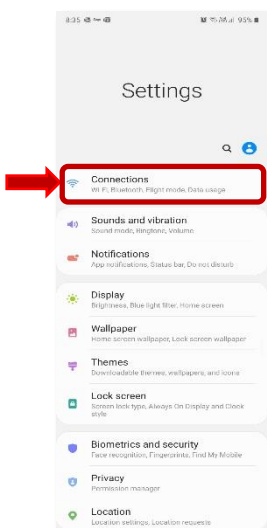 8:35
95%
Settings
Connections
Wi-Fi, Bluetooth, Flight mode, Data usage
Sounds and vibration
Sound mode, Ringtone, Volume
Notifications
App notifications, Status bar, Do not disturb
Display
Brightness, Blue light filter, Home screen
Wallpaper
Home screen wallpaper, Lock screen wallpaper
Themes
Downloadable themes, wallpapers, and icons
Lock screen
Screen lock type, Always On Display and Clock
style
Biometrics and security
Face recognition, Fingerprints, Find My Mobile
Privacy
Permission manager
Location
Location settings, Location requests